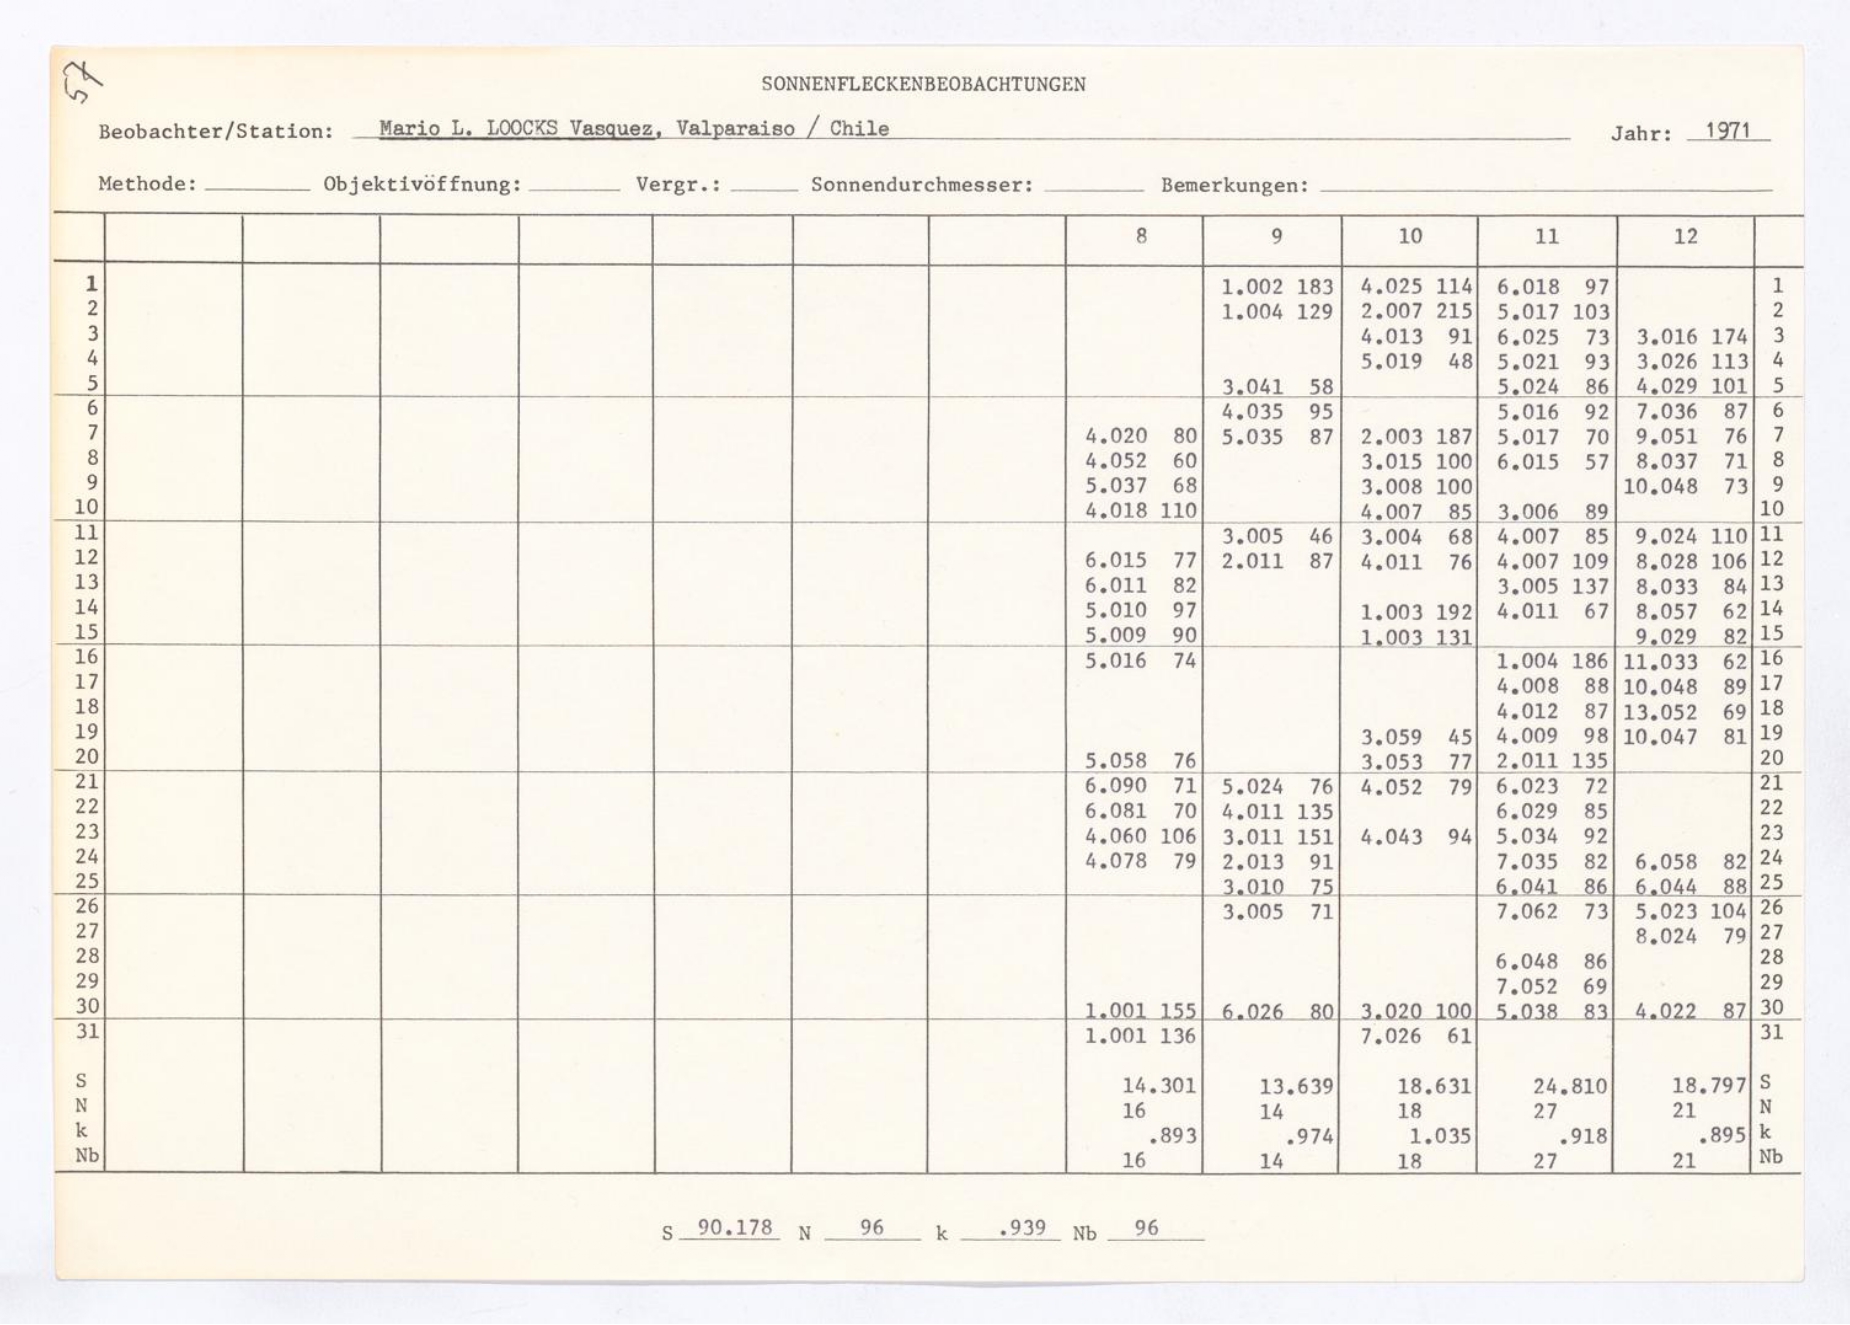 57
SONNENFLECKENBEOBACHTUNGEN
Beobachter/Station: Mario L. LOOCKS Vasquez, Valparaiso / Chile Jahr: 1971
Methode: Objektivöffnung: Vergr.: Sonnendurchmesser: Bemerkungen:
8 9 10 11 12
1 1.002 183 4.025 114 6.018 97 1
2 1.004 129 2.007 215 5.017 103 2
3 4.013 91 6.025 73 3.016 174 3
4 5.019 48 5.021 93 3.026 113 4
5 3.041 58 5.024 86 4.029 101 5
6 4.035 95 5.016 92 7.036 87 6
7 4.020 80 5.035 87 2.003 187 5.017 70 9.051 76 7
8 4.052 60 3.015 100 6.015 57 8.037 71 8
9 5.037 68 3.008 100 10.048 73 9
10 4.018 110 4.007 85 3.006 89 10
11 3.005 46 3.004 68 4.007 85 9.024 110 11
12 6.015 77 2.011 87 4.011 76 4.007 109 8.028 106 12
13 6.011 82 3.005 137 8.033 84 13
14 5.010 97 1.003 192 4.011 67 8.057 62 14
15 5.009 90 1.003 131 9.029 82 15
16 5.016 74 1.004 186 11.033 62 16
17 4.008 88 10.048 89 17
18 4.012 87 13.052 69 18
19 3.059 45 4.009 98 10.047 81 19
20 5.058 76 3.053 77 2.011 135 20
21 6.090 71 5.024 76 4.052 79 6.023 72 21
22 6.081 70 4.011 135 6.029 85 22
23 4.060 106 3.011 151 4.043 94 5.034 92 23
24 4.078 79 2.013 91 7.035 82 6.058 82 24
25 3.010 75 6.041 86 6.044 88 25
26 3.005 71 7.062 73 5.023 104 26
27 8.024 79 27
28 6.048 86 28
29 7.052 69 29
30 1.001 155 6.026 80 3.020 100 5.038 83 4.022 87 30
31 1.001 136 7.026 61 31
S 14.301 13.639 18.631 24.810 18.797 S
N 16 14 18 27 21 N
k .893 .974 1.035 .918 .895 k
Nb 16 14 18 27 21 Nb
S 90.178 N 96 k .939 Nb 96